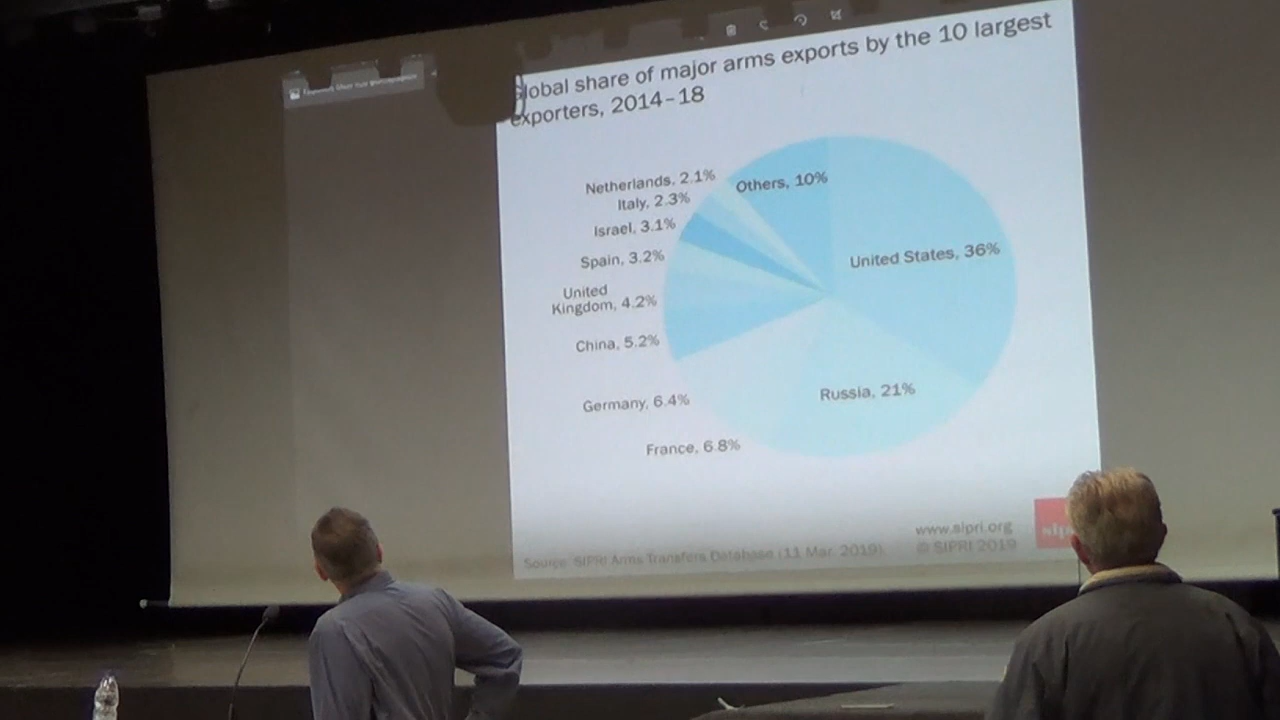 Global share of major arms exports by the 10 largest
exporters, 2014–18
Netherlands, 2.1%
Others, 10%
Italy, 2.3%
Israel, 3.1%
United States, 36%
Spain, 3.2%
United
Kingdom, 4.2%
China, 5.2%
Russia, 21%
Germany, 6.4%
France, 6.8%
www.sipri.org
© SIPRI 2019
sip
Source: SIPRI Arms Transfers Database (11 Mar. 2019).